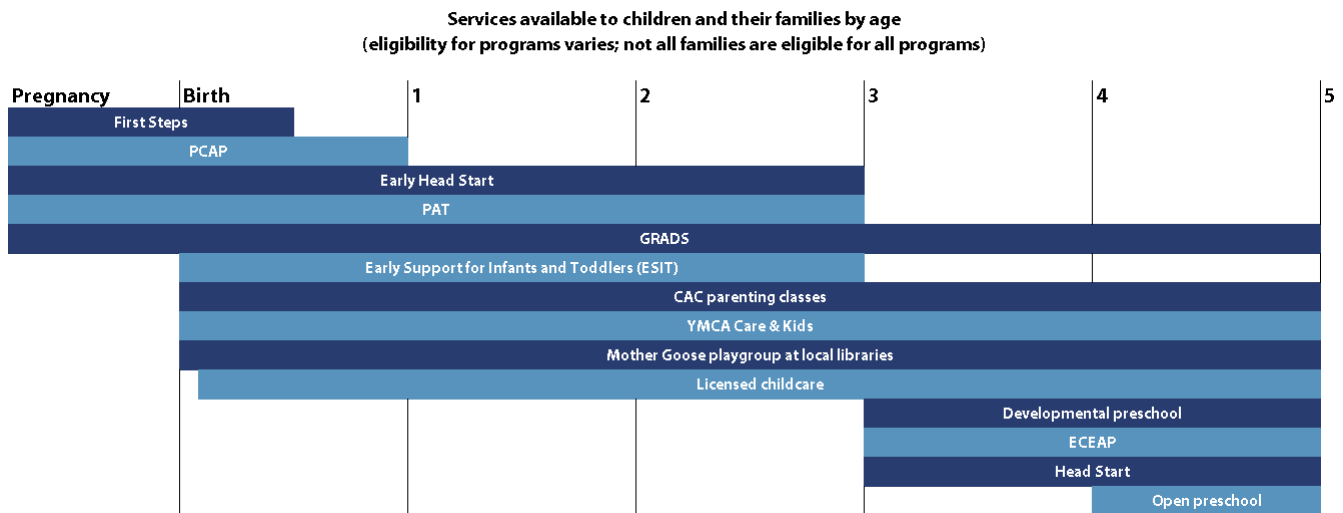 Services available to children and their families by age
(eligibility for programs varies; not all families are eligible for all programs)
Pregnancy Birth 1 2 3 4 5
First Steps
PCAP
Early Head Start
PAT
GRADS
Early Support for Infants and Toddlers (ESIT)
CAC parenting classes
YMCA Care & Kids
Mother Goose playgroup at local libraries
Licensed childcare
Developmental preschool
ECEAP
Head Start
Open preschool